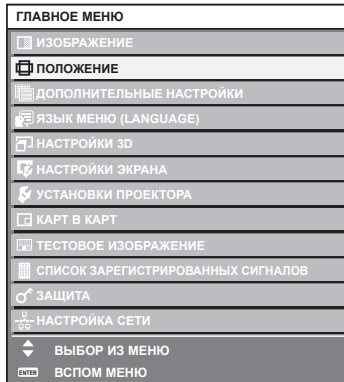 ГЛАВНОЕ МЕНЮ
ИЗОБРАЖЕНИЕ
ПОЛОЖЕНИЕ
ДОПОЛНИТЕЛЬНЫЕ НАСТРОЙКИ
ЯЗЫК МЕНЮ (LANGUAGE)
НАСТРОЙКИ 3D
НАСТРОЙКИ ЭКРАНА
УСТАНОВКИ ПРОЕКТОРА
КАРТ В КАРТ
ТЕСТОВОЕ ИЗОБРАЖЕНИЕ
СПИСОК ЗАРЕГИСТРИРОВАННЫХ СИГНАЛОВ
ЗАЩИТА
НАСТРОЙКА СЕТИ
ВЫБОР ИЗ МЕНЮ
ENTER ВСПОМ МЕНЮ